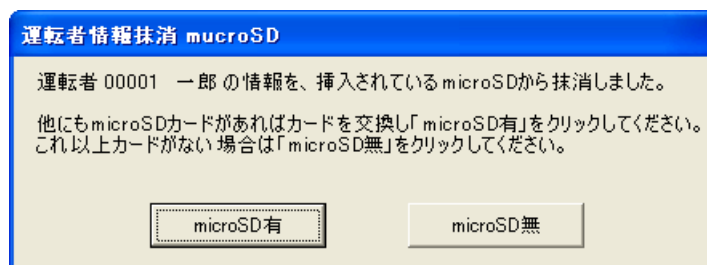 運転者情報抹消 mucroSD
運転者 00001　一郎 の情報を、挿入されているmicroSDから抹消しました。
他にもmicroSDカードがあればカードを交換し「microSD有」をクリックしてください。
これ以上カードがない場合は「microSD無」をクリックしてください。
microSD有　microSD無